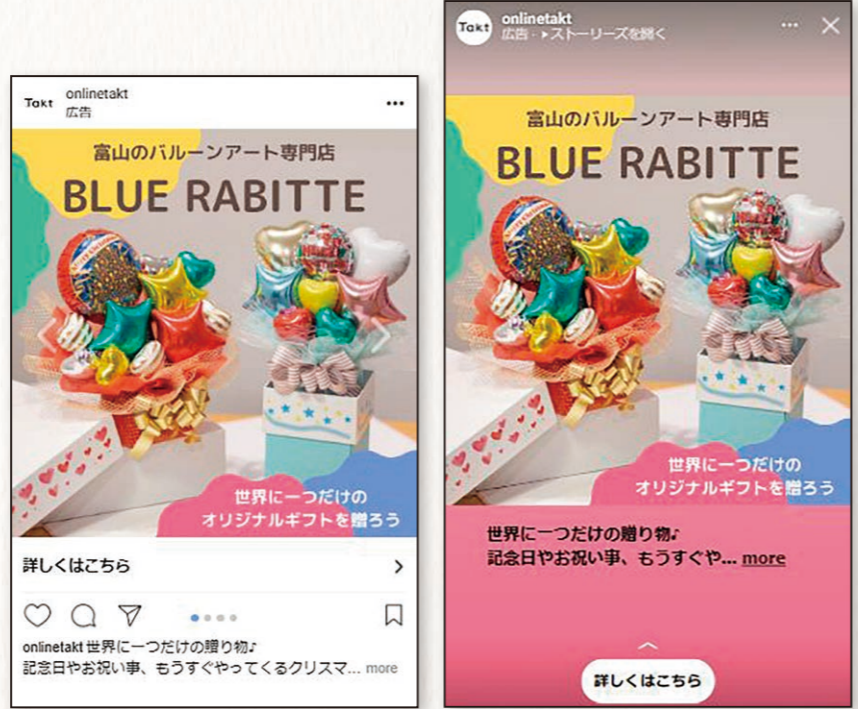 Takt
onlinetakt
広告
富山のバルーンアート専門店
BLUE RABITTE
世界に一つだけの
オリジナルギフトを贈ろう
詳しくはこちら
onlinetakt 世界に一つだけの贈り物♪
記念日やお祝い事、もうすぐやってくるクリスマ... more
Takt
onlinetakt
広告・▶ストーリーズを開く
富山のバルーンアート専門店
BLUE RABITTE
世界に一つだけの
オリジナルギフトを贈ろう
世界に一つだけの贈り物♪
記念日やお祝い事、もうすぐや... more
詳しくはこちら